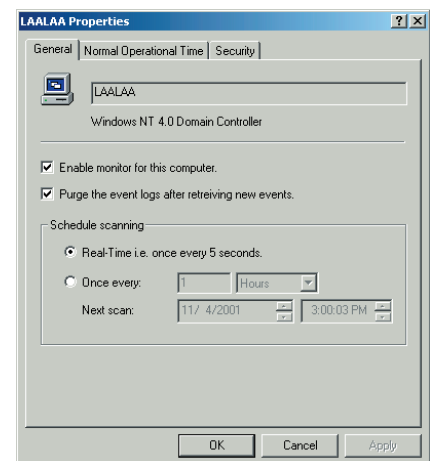 LAALAA Properties
General Normal Operational Time Security
LAALAA
Windows NT 4.0 Domain Controller
Enable monitor for this computer.
Purge the event logs after retreiving new events.
Schedule scanning
Real-Time i.e. once every 5 seconds.
Once every: 1 Hours
Next scan: 11/ 4/2001 3:00:03 PM
OK Cancel Apply